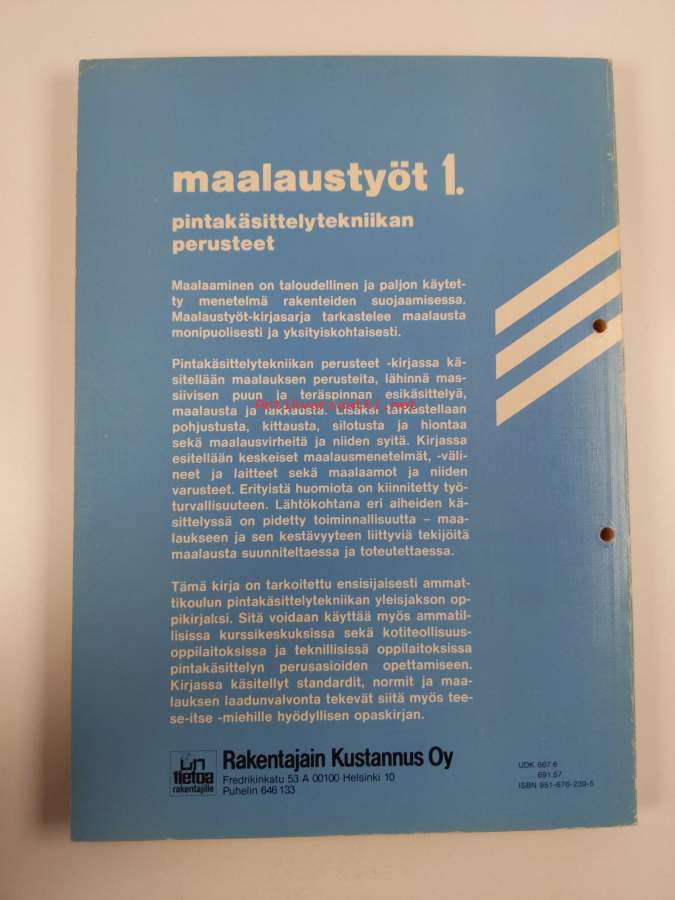 maalaustyöt 1.
pintakäsittelytekniikan
perusteet
Maalaaminen on taloudellinen ja paljon käytet-
ty menetelmä rakenteiden suojaamisessa.
Maalaustyöt-kirjasarja tarkastelee maalausta
monipuolisesti ja yksityiskohtaisesti.
Pintakäsittelytekniikan perusteet -kirjassa kä-
sitellään maalauksen perusteita, lähinnä mas-
siivisen puun ja teräspinnan esikäsittelyä,
maalausta ja lakkausta. Lisäksi tarkastellaan
Antikvariaatti.net
pohjustusta, kittausta, silotusta ja hiontaa
sekä maalausvirheitä ja niiden syitä. Kirjassa
esitellään keskeiset maalausmenetelmät, -väli-
neet ja laitteet sekä maalaamot ja niiden
varusteet. Erityistä huomiota on kiinnitetty työ-
turvallisuuteen. Lähtökohtana eri aiheiden kä-
sittelyssä on pidetty toiminnallisuutta – maa-
laukseen ja sen kestävyyteen liittyviä tekijöitä
maalausta suunniteltaessa ja toteutettaessa.
Tämä kirja on tarkoitettu ensisijaisesti ammat-
tikoulun pintakäsittelytekniikan yleisjakson op-
pikirjaksi. Sitä voidaan käyttää myös ammatil-
lisissa kurssikeskuksissa sekä kotiteollisuus-
oppilaitoksissa ja teknillisissä oppilaitoksissa
pintakäsittelyn perusasioiden opettamiseen.
Kirjassa käsitellyt standardit, normit ja maa-
lauksen laadunvalvonta tekevät siitä myös tee-
se-itse -miehille hyödyllisen opaskirjan.
tietoa
rakentajille
Rakentajain Kustannus Oy
Fredrikinkatu 53 A 00100 Helsinki 10
Puhelin 646 133
UDK 667.6
691.57
ISBN 951-676-239-5